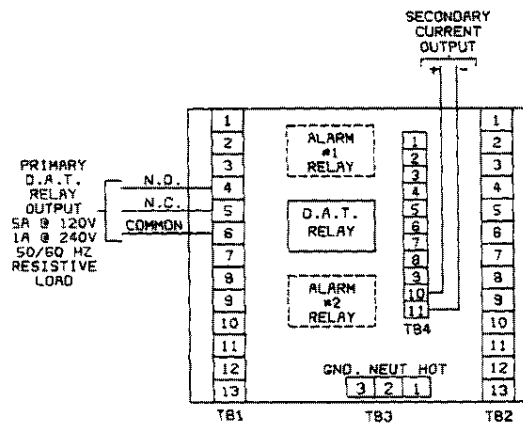 SECONDARY
CURRENT
OUTPUT
+ -
PRIMARY
D.A.T.
RELAY
OUTPUT
5A @ 120V
1A @ 240V
50/60 HZ
RESISTIVE
LOAD
N.O.
N.C.
COMMON
1
2
3
4
5
6
7
8
9
10
11
12
13
TB1
ALARM
#1
RELAY
D.A.T.
RELAY
ALARM
#2
RELAY
1
2
3
4
5
6
7
8
9
10
11
TB4
GND. NEUT HOT
3 2 1
TB3
1
2
3
4
5
6
7
8
9
10
11
12
13
TB2